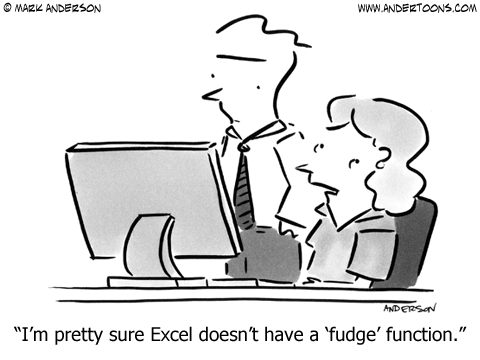 © MARK ANDERSON
WWW.ANDERTOONS.COM
ANDERSON
“I’m pretty sure Excel doesn’t have a ‘fudge’ function.”